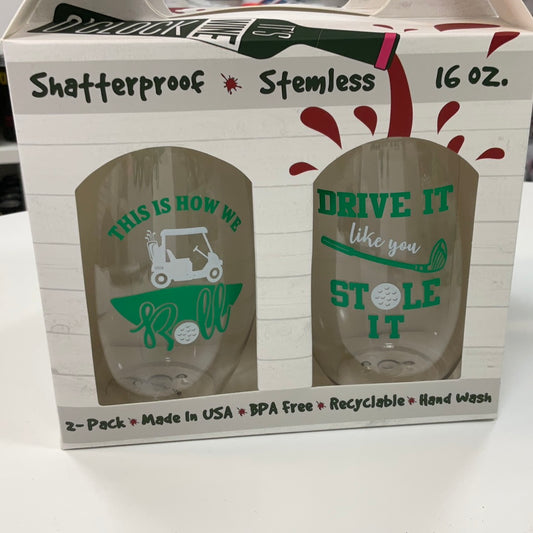 IT'S
WINE
O'CLOCK
Shatterproof * Stemless 16 oz.
THIS IS HOW WE
Roll
DRIVE IT
like you
STOLE
IT
2-Pack * Made In USA * BPA Free * Recyclable * Hand Wash